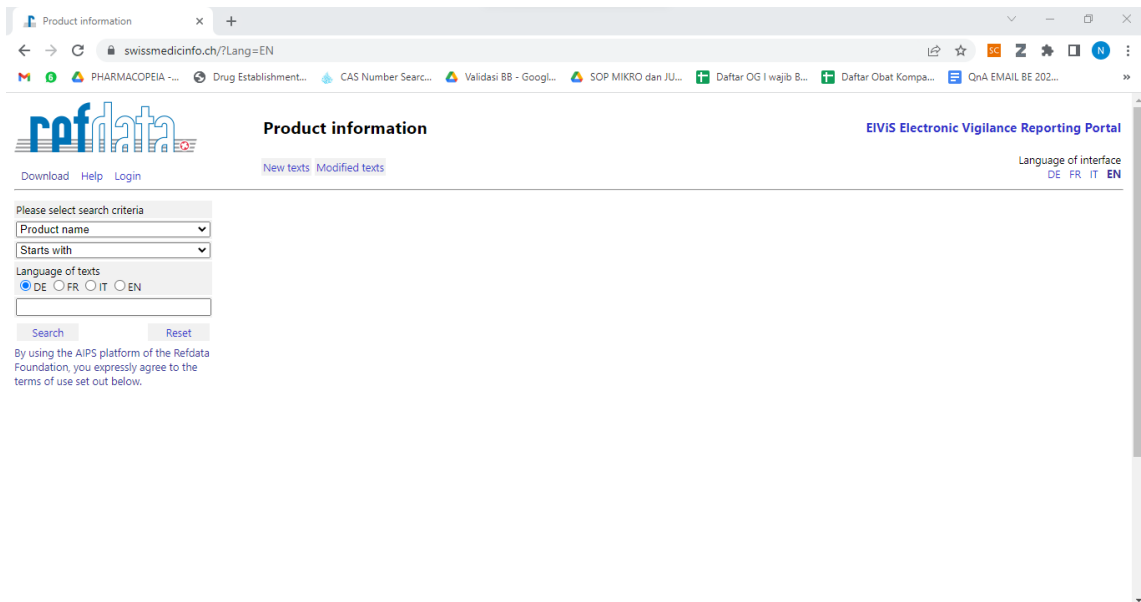 Product information
swissmedicinfo.ch/?Lang=EN
SC Z N
M 6 PHARMACOPEIA -... Drug Establishment... CAS Number Searc... Validasi BB - Googl... SOP MIKRO dan JU... Daftar OG I wajib B... Daftar Obat Kompa... QnA EMAIL BE 202... »
refdata
Product information
ElViS Electronic Vigilance Reporting Portal
New texts Modified texts
Language of interface
DE FR IT EN
Download Help Login
Please select search criteria
Product name
Starts with
Language of texts
DE FR IT EN
Search Reset
By using the AIPS platform of the Refdata
Foundation, you expressly agree to the
terms of use set out below.